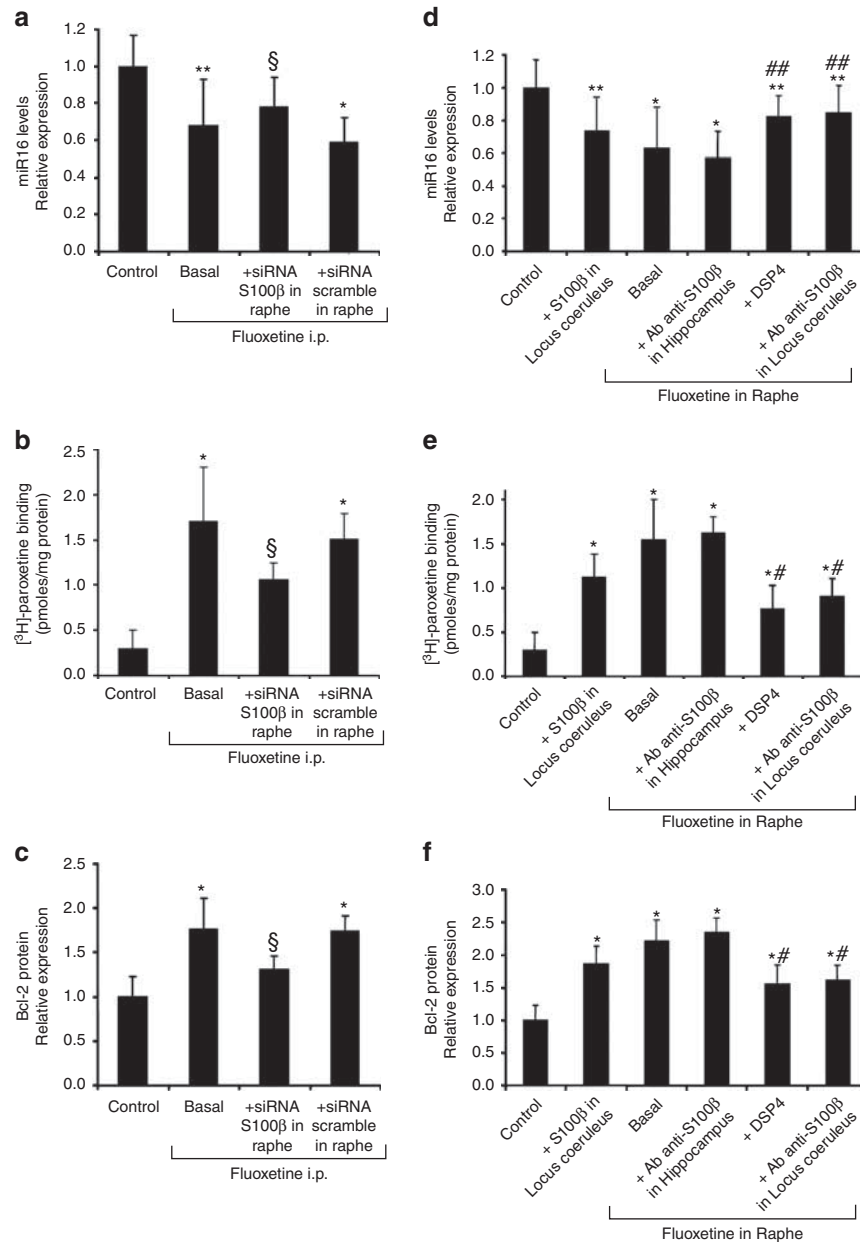 a
miR16 levels
Relative expression
1.2
1.0
0.8
0.6
0.4
0.2
0.0
**
§
*
Control
Basal
+siRNA
S100β in
raphe
+siRNA
scramble
in raphe
Fluoxetine i.p.
d
miR16 levels
Relative expression
1.2
1.0
0.8
0.6
0.4
0.2
0.0
**
*
*
##
**
##
**
Control
+ S100β in
Locus coeruleus
Basal
+ Ab anti-S100β
in Hippocampus
+ DSP4
+ Ab anti-S100β
in Locus coeruleus
Fluoxetine in Raphe
b
[³H]-paroxetine binding
(pmoles/mg protein)
2.5
2.0
1.5
1.0
0.5
0.0
*
§
*
Control
Basal
+siRNA
S100β in
raphe
+siRNA
scramble
in raphe
Fluoxetine i.p.
e
[³H]-paroxetine binding
(pmoles/mg protein)
2.0
1.5
1.0
0.5
0.0
*
*
*
*#
*#
Control
+ S100β in
Locus coeruleus
Basal
+ Ab anti-S100β
in Hippocampus
+ DSP4
+ Ab anti-S100β
in Locus coeruleus
Fluoxetine in Raphe
c
Bcl-2 protein
Relative expression
2.5
2.0
1.5
1.0
0.5
0.0
*
§
*
Control
Basal
+siRNA
S100β in
raphe
+siRNA
scramble
in raphe
Fluoxetine i.p.
f
Bcl-2 protein
Relative expression
3.0
2.5
2.0
1.5
1.0
0.5
0.0
*
*
*
*#
*#
Control
+ S100β in
Locus coeruleus
Basal
+ Ab anti-S100β
in Hippocampus
+ DSP4
+ Ab anti-S100β
in Locus coeruleus
Fluoxetine in Raphe